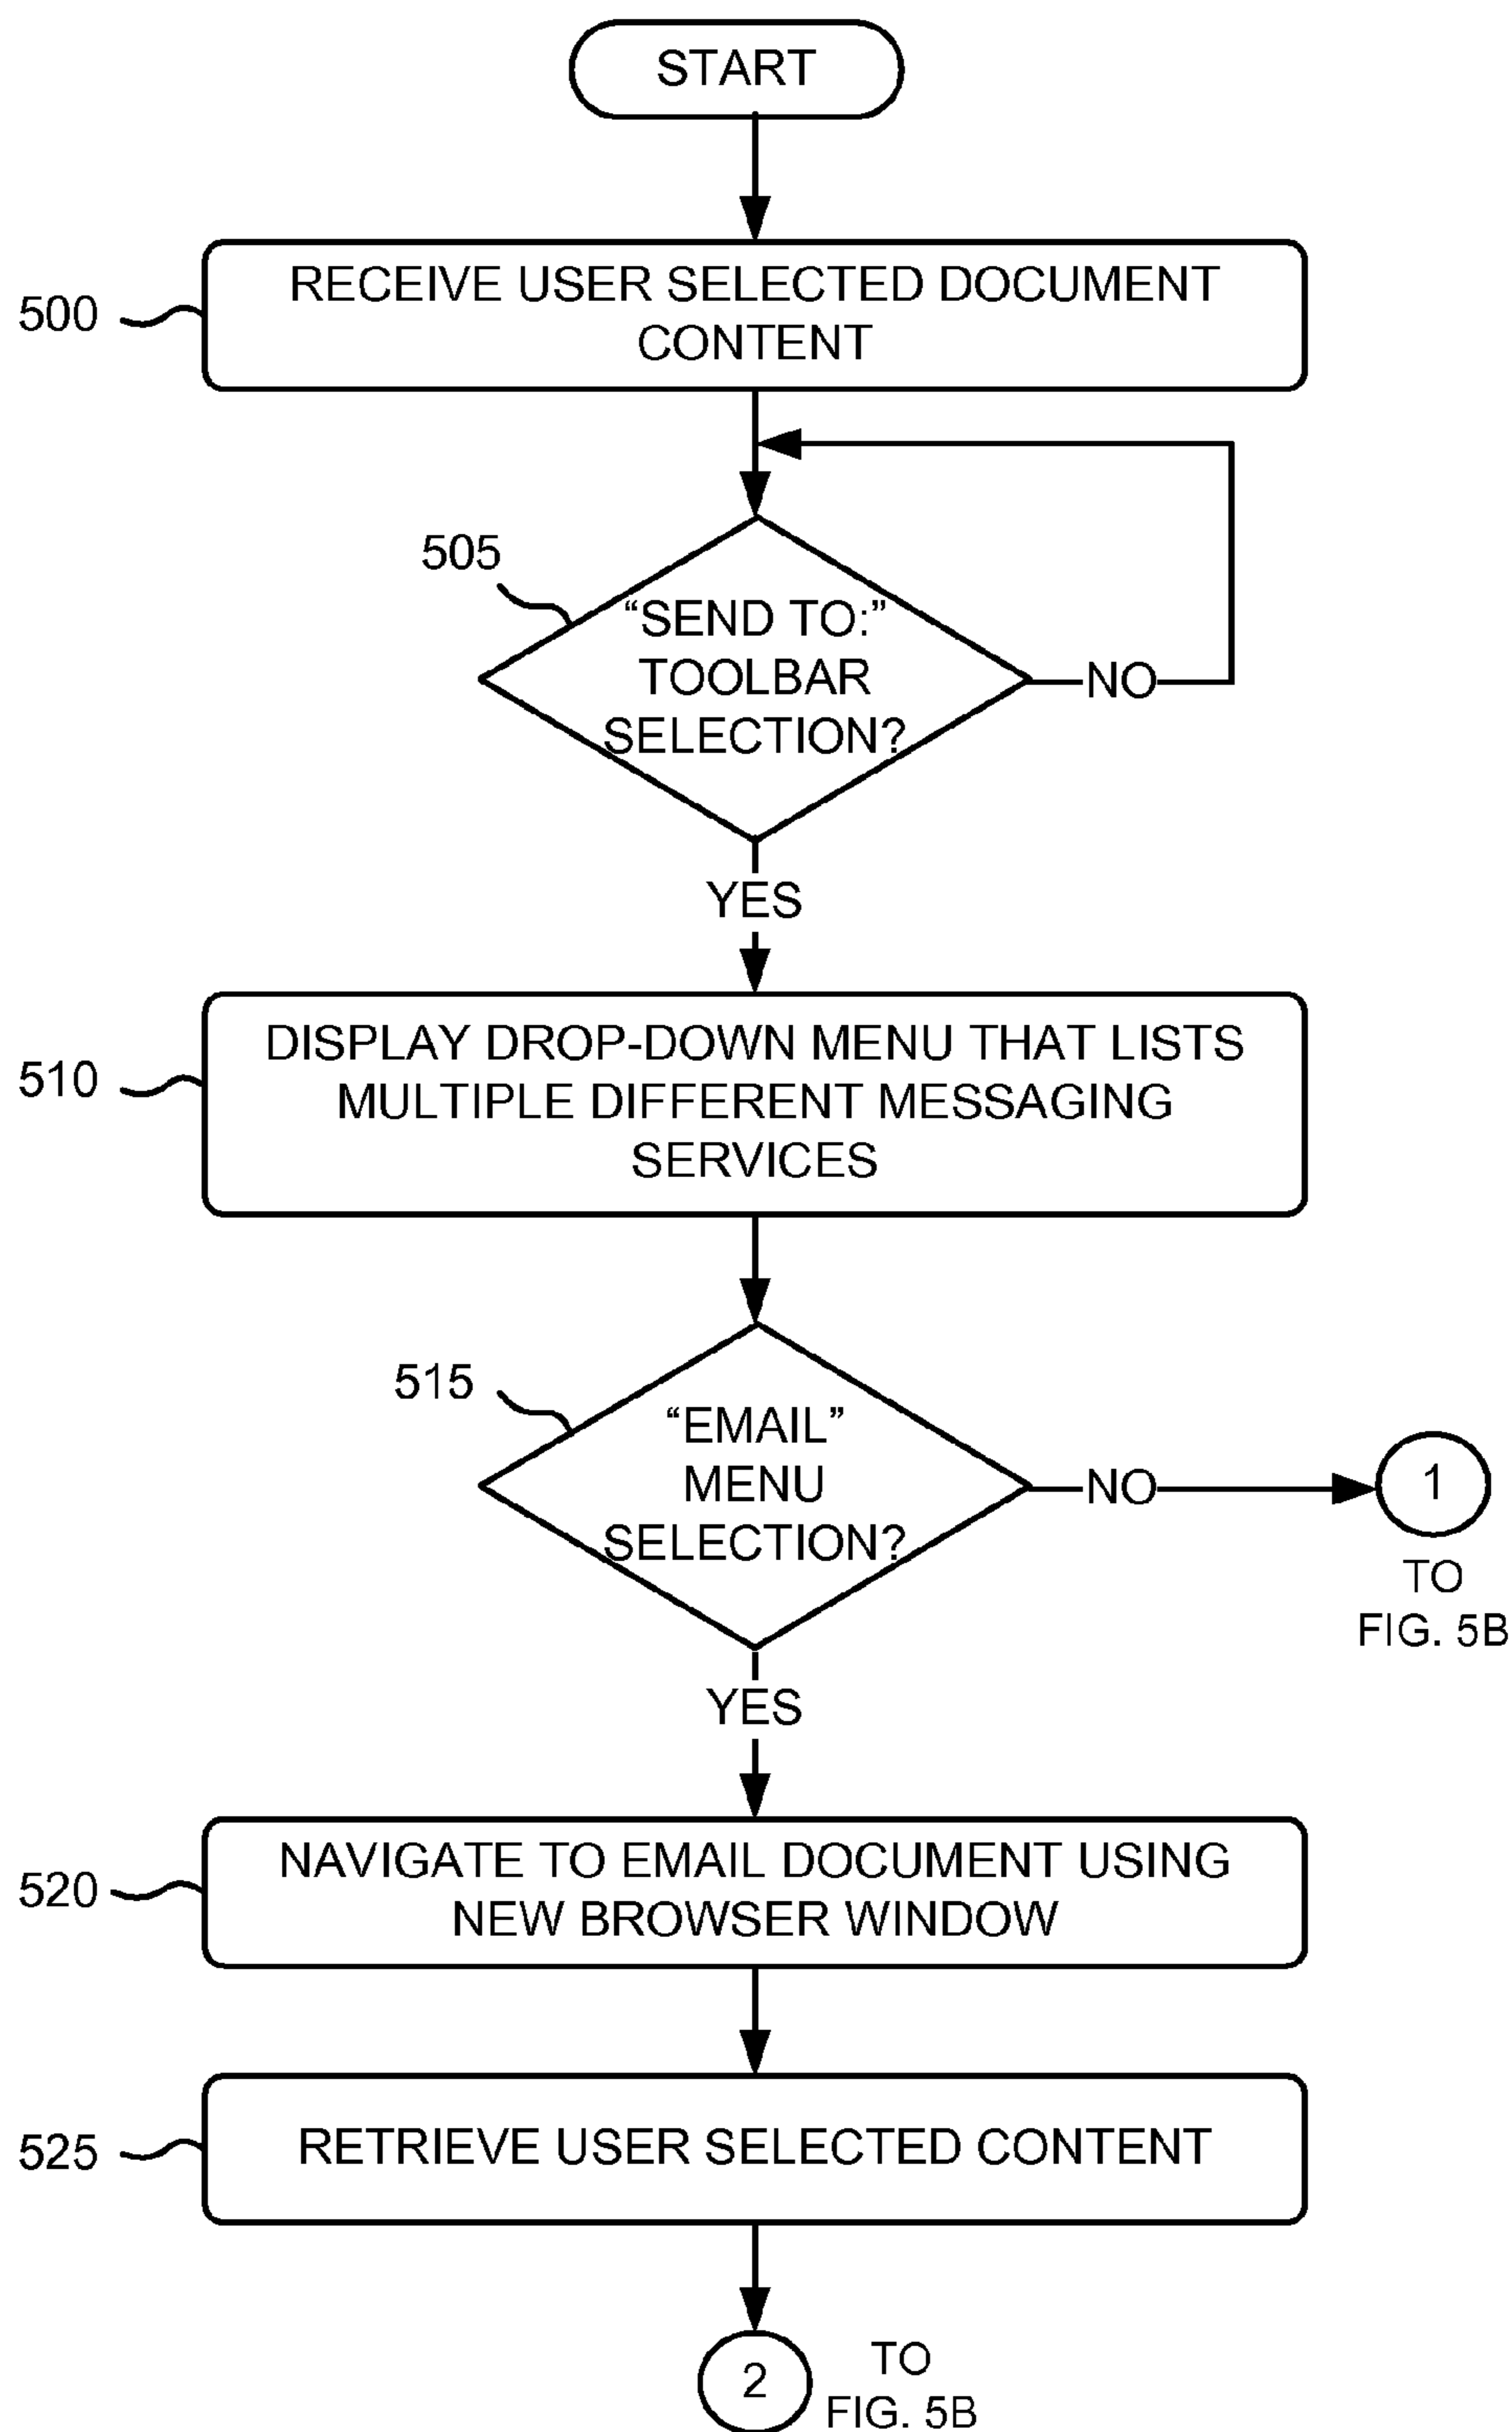 START
500
RECEIVE USER SELECTED DOCUMENT
CONTENT
505
“SEND TO:”
TOOLBAR
SELECTION?
NO
YES
510
DISPLAY DROP-DOWN MENU THAT LISTS
MULTIPLE DIFFERENT MESSAGING
SERVICES
515
“EMAIL”
MENU
SELECTION?
NO
1
TO
FIG. 5B
YES
520
NAVIGATE TO EMAIL DOCUMENT USING
NEW BROWSER WINDOW
525
RETRIEVE USER SELECTED CONTENT
2
TO
FIG. 5B